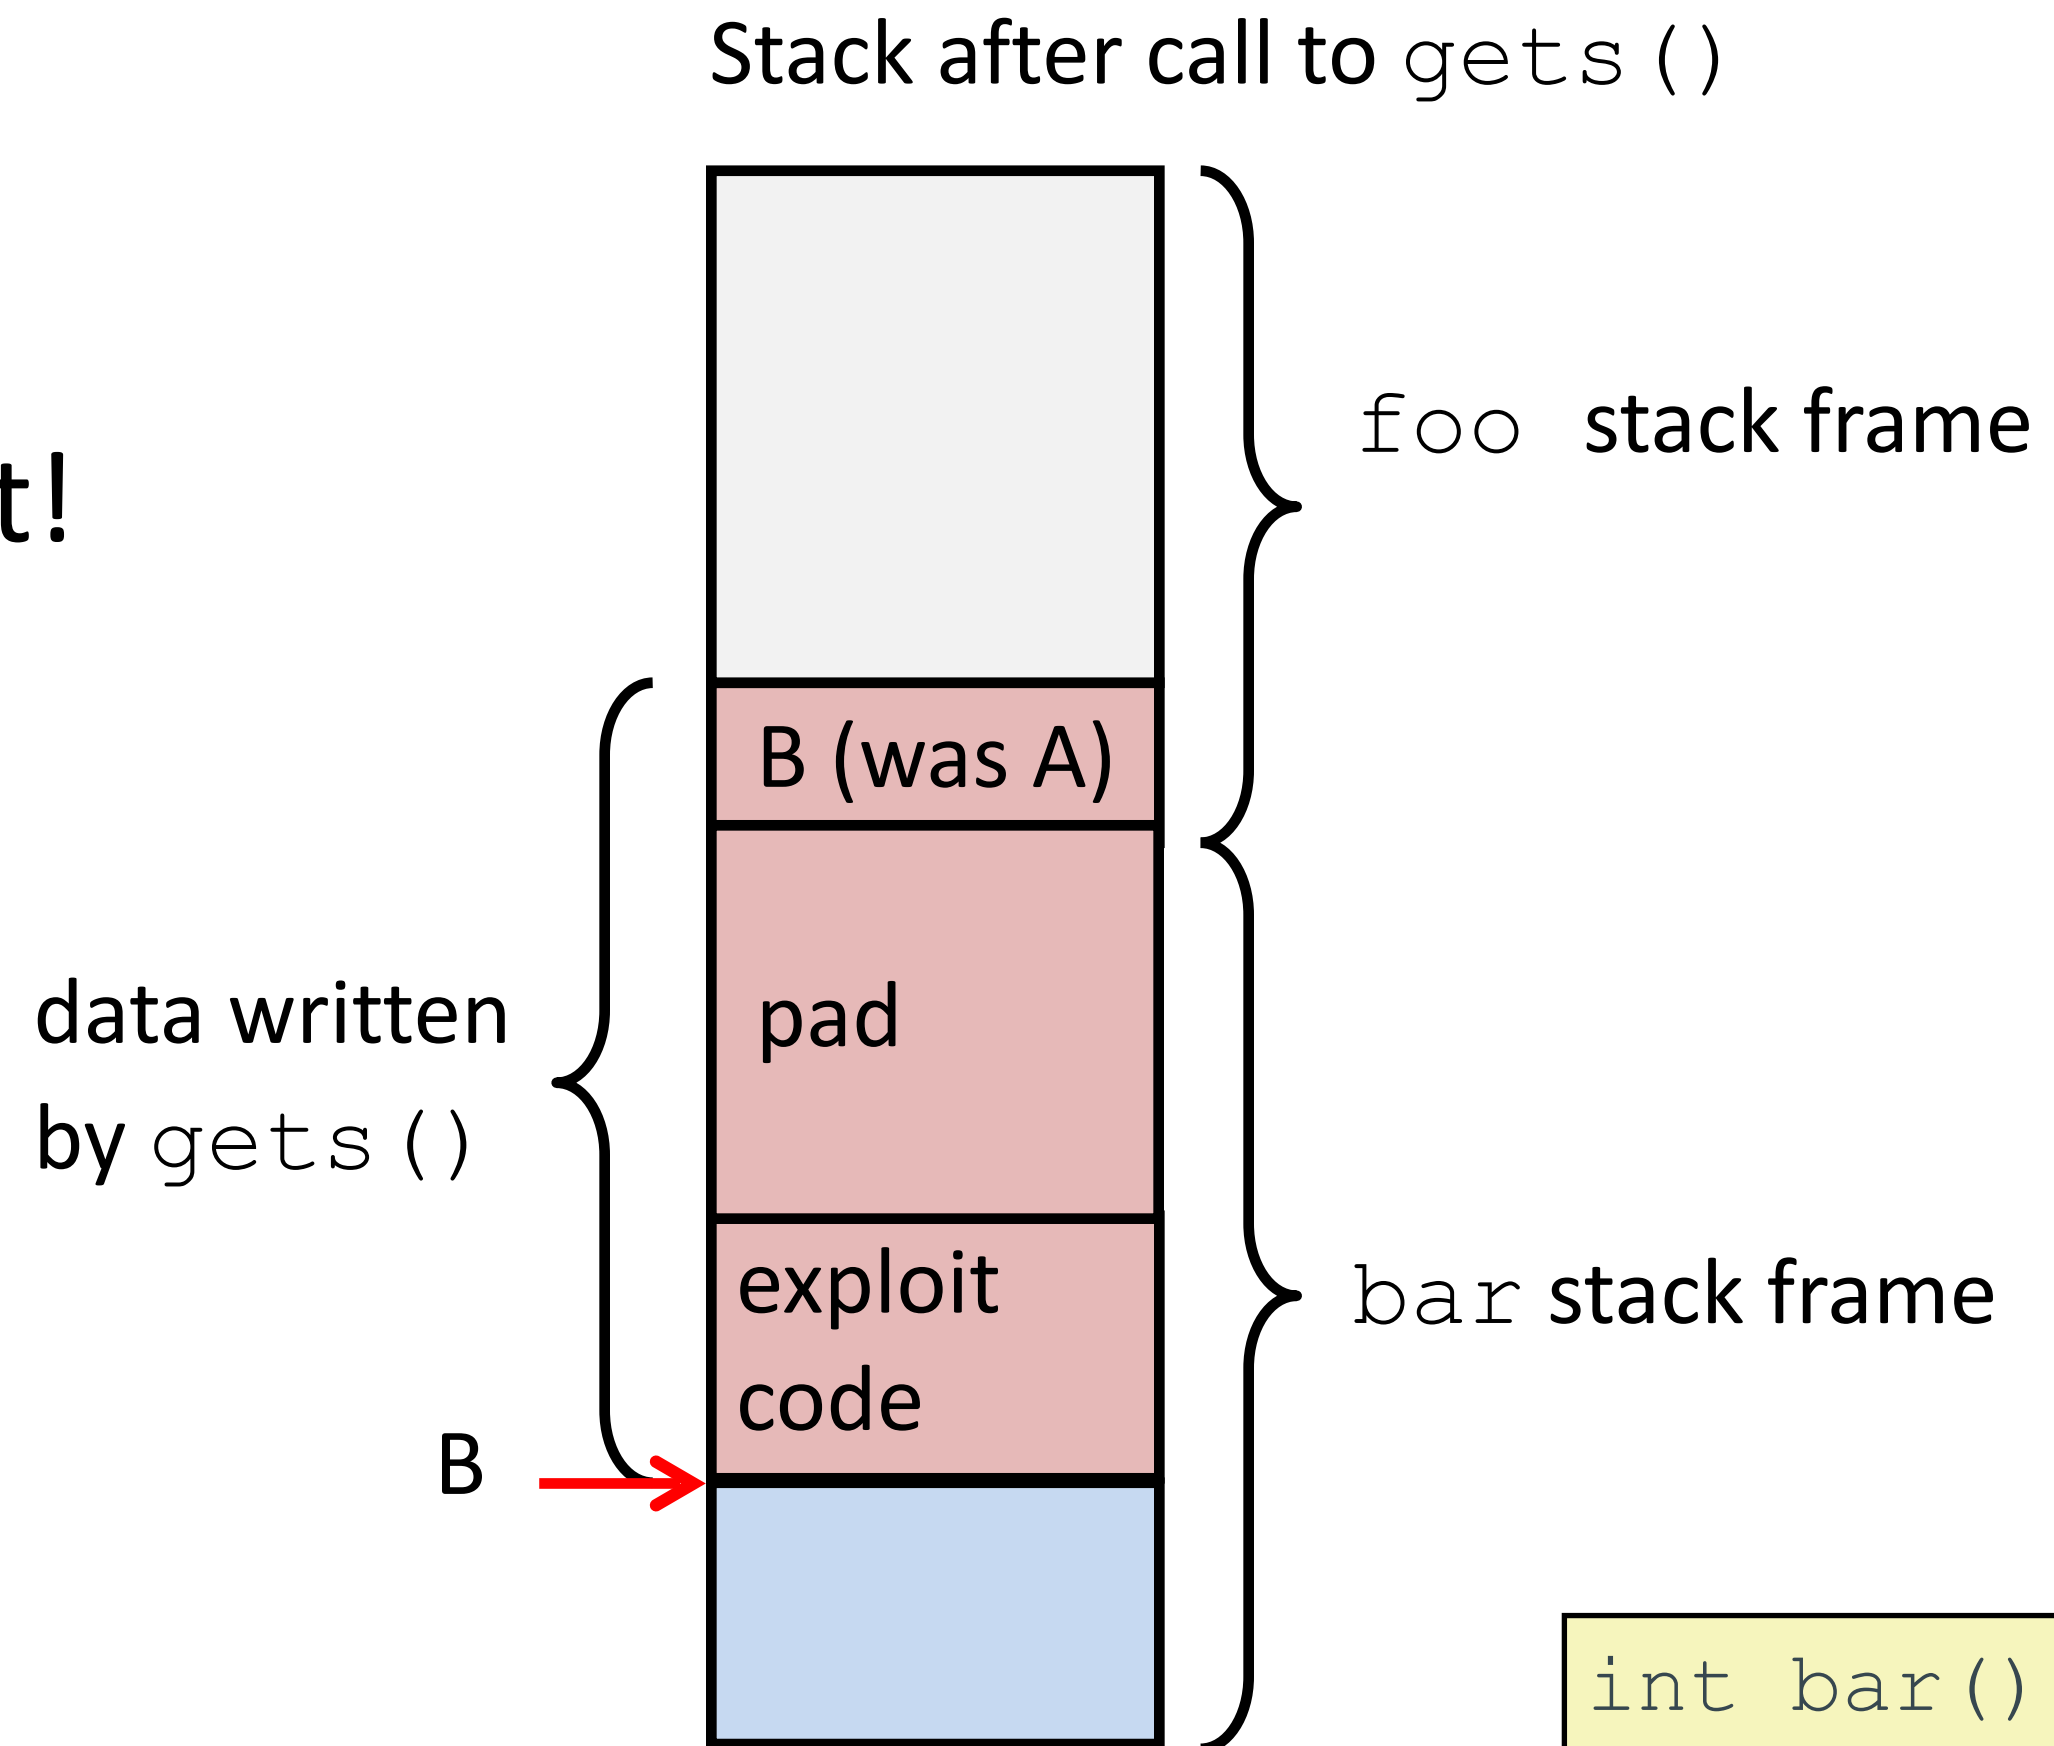 Stack after call to gets()
foo stack frame
t!
B (was A)
data written
by gets()
pad
exploit
code
bar stack frame
B
int bar()